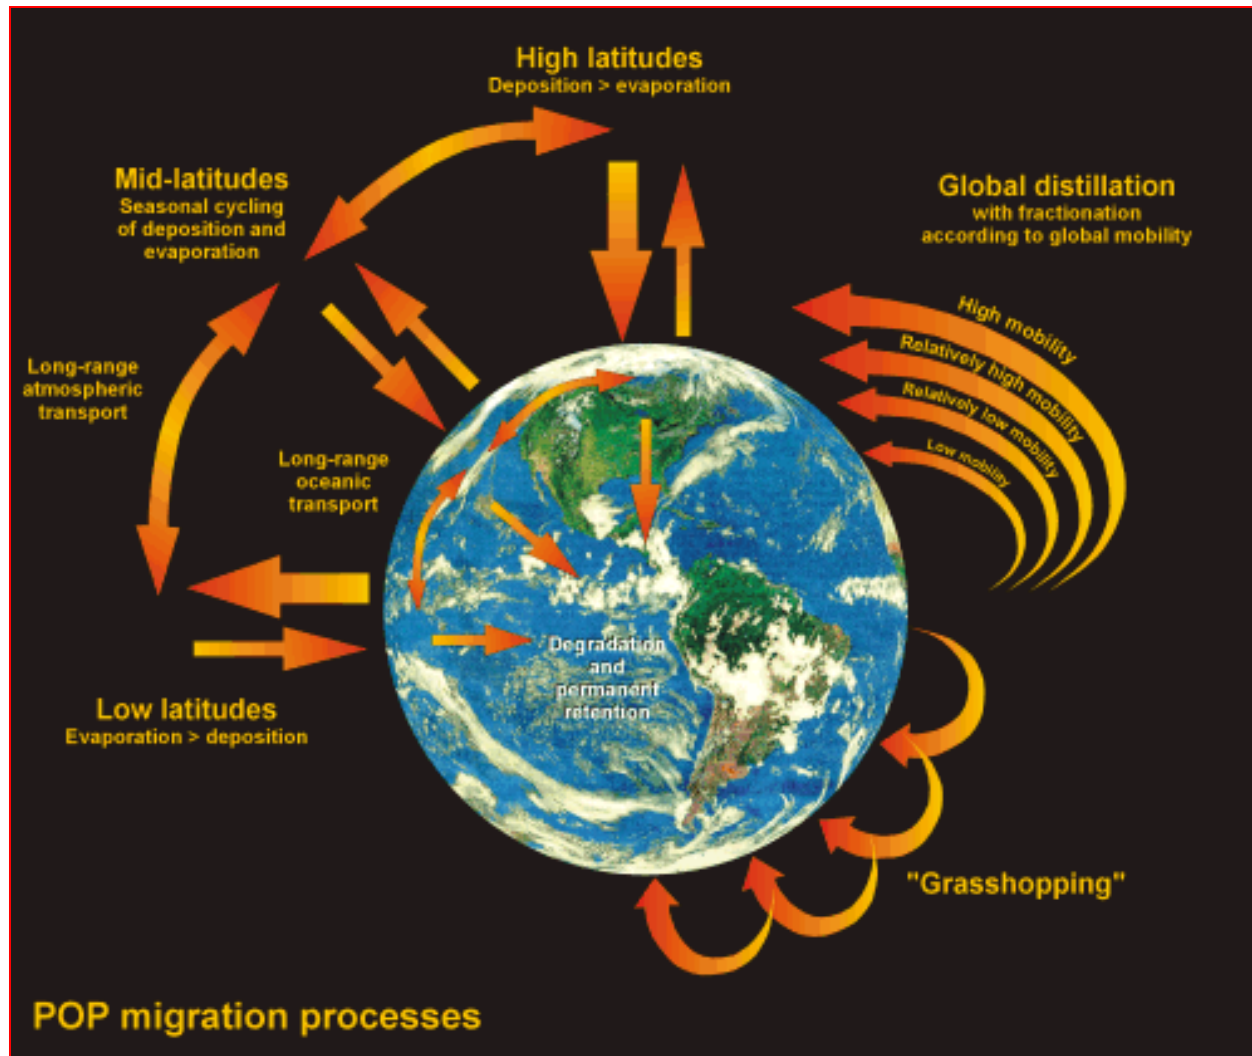 High latitudes
Deposition > evaporation
Mid-latitudes
Seasonal cycling
of deposition and
evaporation
Global distillation
with fractionation
according to global mobility
High mobility
Relatively high mobility
Relatively low mobility
Low mobility
Long-range
atmospheric
transport
Long-range
oceanic
transport
Degradation
and
permanent
retention
Low latitudes
Evaporation > deposition
"Grasshopping"
POP migration processes